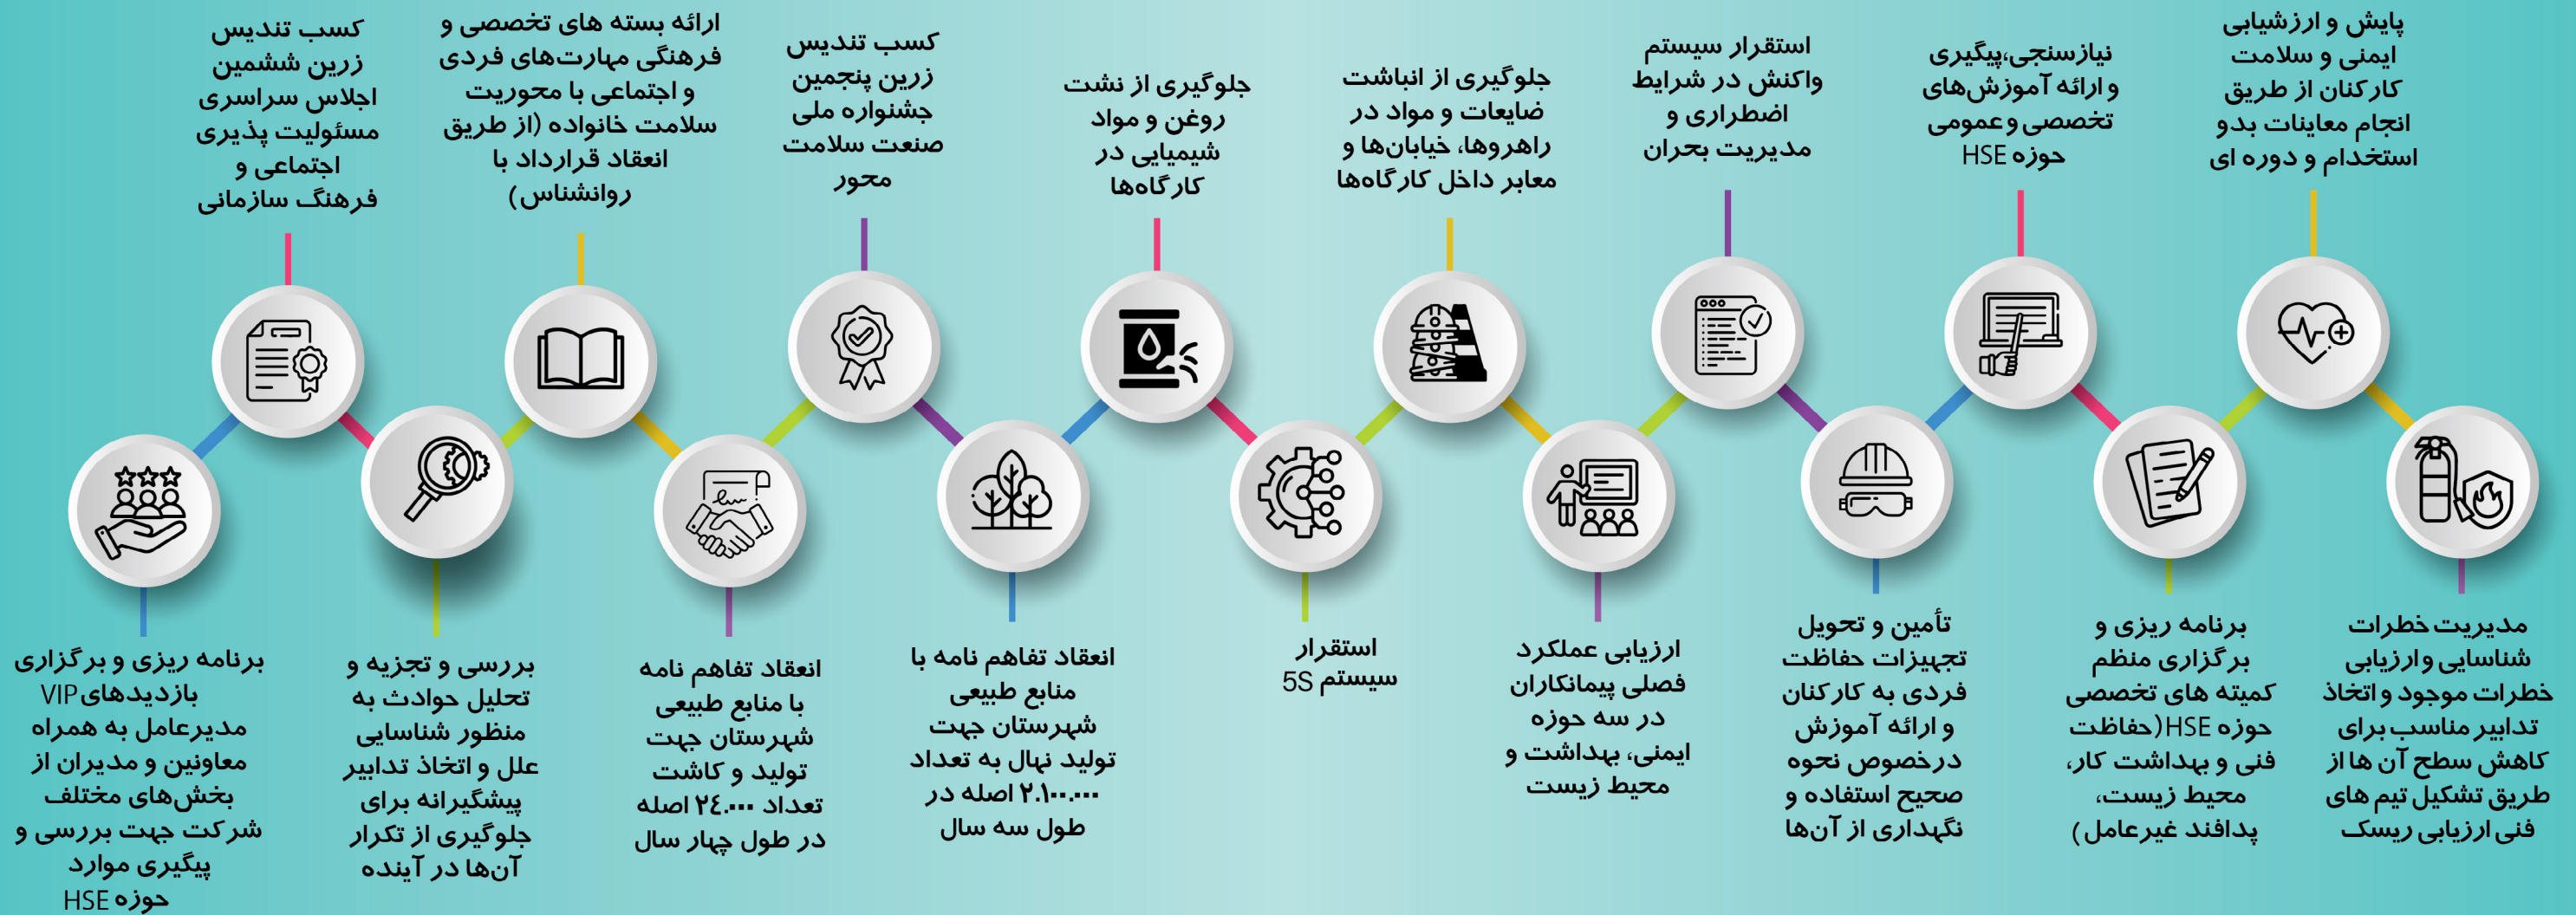 مدیریت خطرات
شناسایی و ارزیابی
خطرات موجود و اتخاذ
تدابیر مناسب برای
کاهش سطح آن ها از
طریق تشکیل تیم های
فنی ارزیابی ریسک
پایش و ارزشیابی
ایمنی و سلامت
کارکنان از طریق
انجام معاینات بدو
استخدام و دوره ای
برنامه ریزی و
برگزاری منظم
کمیته های تخصصی
حوزه HSE(حفاظت
فنی و بهداشت کار،
محیط زیست،
پدافند غیرعامل)
نیازسنجی،پیگیری
و ارائه آموزش‌های
تخصصی و عمومی
حوزه HSE
تأمین و تحویل
تجهیزات حفاظت
فردی به کارکنان
و ارائه آموزش
درخصوص نحوه
صحیح استفاده و
نگهداری از آن‌ها
استقرار سیستم
واکنش در شرایط
اضطراری و
مدیریت بحران
ارزیابی عملکرد
فصلی پیمانکاران
در سه حوزه
ایمنی، بهداشت و
محیط زیست
جلوگیری از انباشت
ضایعات و مواد در
راهروها، خیابان‌ها و
معابر داخل کارگاه‌ها
استقرار
سیستم 5S
جلوگیری از نشت
روغن و مواد
شیمیایی در
کارگاه‌ها
انعقاد تفاهم نامه با
منابع طبیعی
شهرستان جهت
تولید نهال به تعداد
۲.۱۰۰.۰۰۰ اصله در
طول سه سال
کسب تندیس
زرین پنجمین
جشنواره ملی
صنعت سلامت
محور
انعقاد تفاهم نامه
با منابع طبیعی
شهرستان جهت
تولید و کاشت
تعداد ۲٤.۰۰۰ اصله
در طول چهار سال
ارائه بسته های تخصصی و
فرهنگی مهارت‌های فردی
و اجتماعی با محوریت
سلامت خانواده (از طریق
انعقاد قرارداد با
روانشناس)
بررسی و تجزیه و
تحلیل حوادث به
منظور شناسایی
علل و اتخاذ تدابیر
پیشگیرانه برای
جلوگیری از تکرار
آن‌ها در آینده
کسب تندیس
زرین ششمین
اجلاس سراسری
مسئولیت پذیری
اجتماعی و
فرهنگ سازمانی
برنامه ریزی و برگزاری
بازدیدهای VIP
مدیرعامل به همراه
معاونین و مدیران از
بخش‌های مختلف
شرکت جهت بررسی و
پیگیری موارد
حوزه HSE